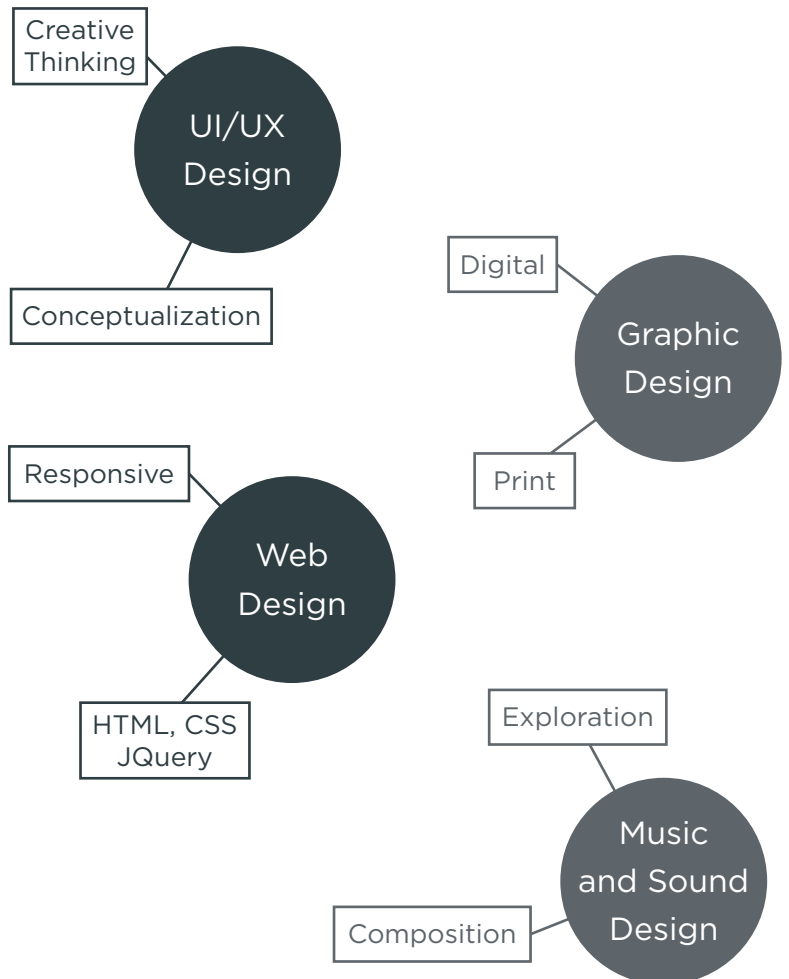 Creative
Thinking
UI/UX
Design
Conceptualization
Digital
Graphic
Design
Print
Responsive
Web
Design
HTML, CSS
JQuery
Exploration
Music
and Sound
Design
Composition